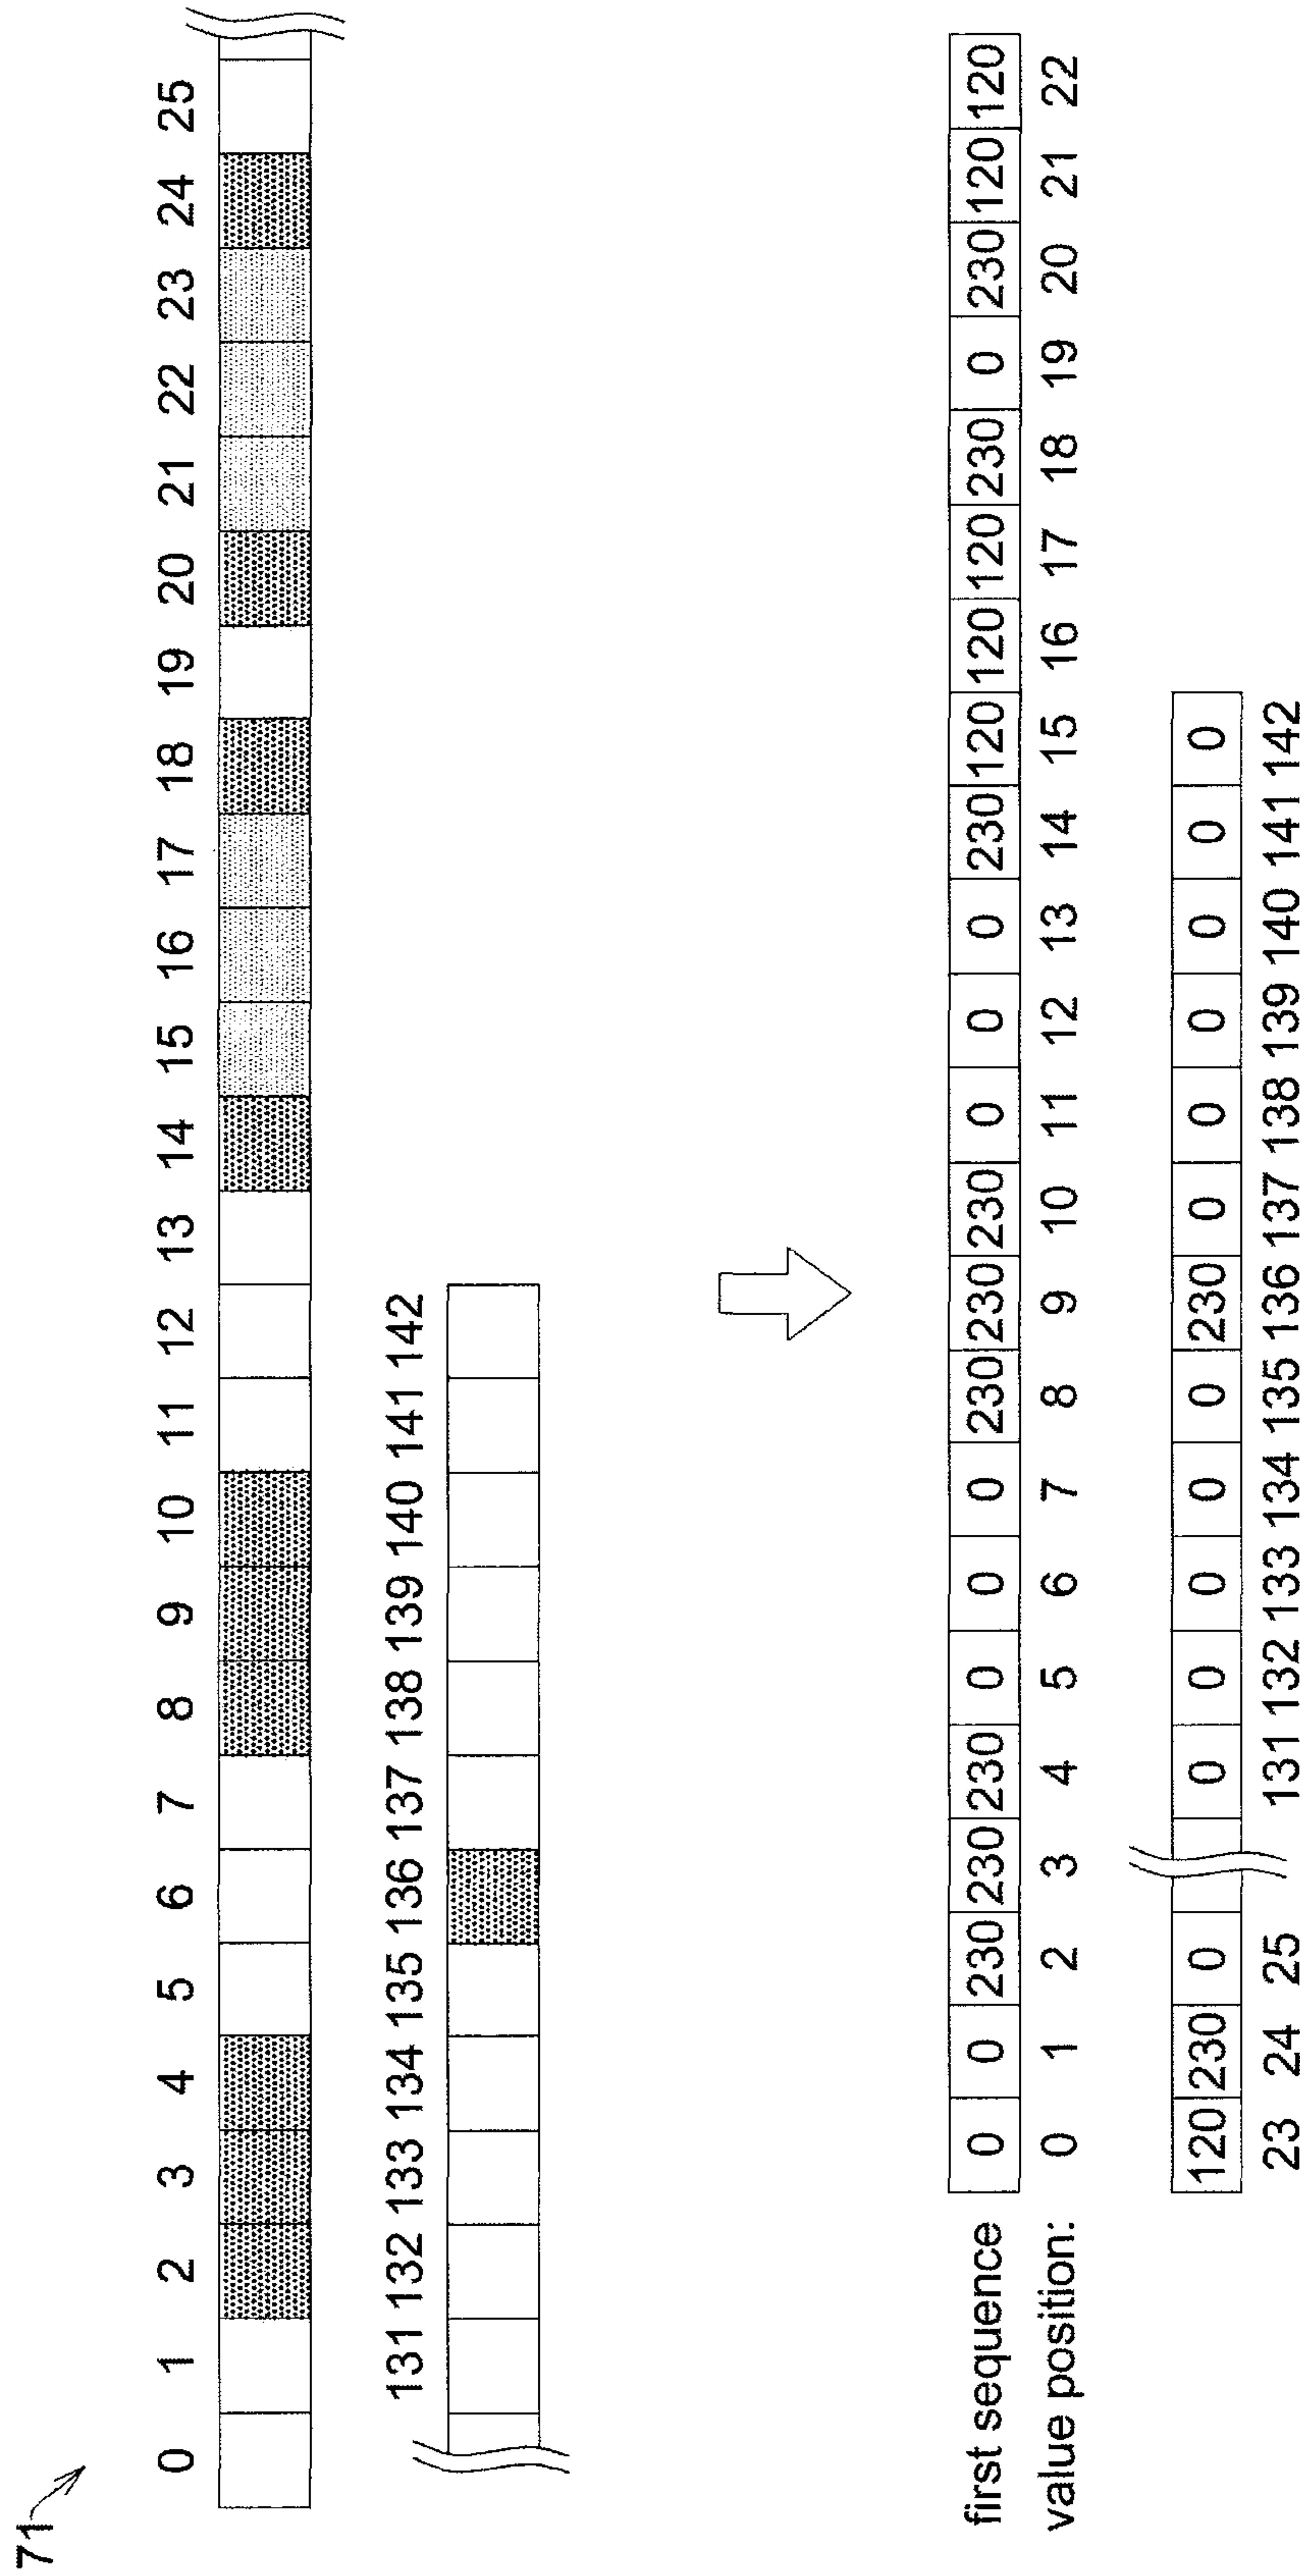 71
0 1 2 3 4 5 6 7 8 9 10 11 12 13 14 15 16 17 18 19 20 21 22 23 24 25
131 132 133 134 135 136 137 138 139 140 141 142
first sequence 0 0 230 230 230 0 0 0 230 230 230 0 0 0 230 120 120 120 230 0 230 120 120
value position: 0 1 2 3 4 5 6 7 8 9 10 11 12 13 14 15 16 17 18 19 20 21 22
120 230 0 0 0 0 0 0 230 0 0 0 0 0 0
23 24 25 131 132 133 134 135 136 137 138 139 140 141 142